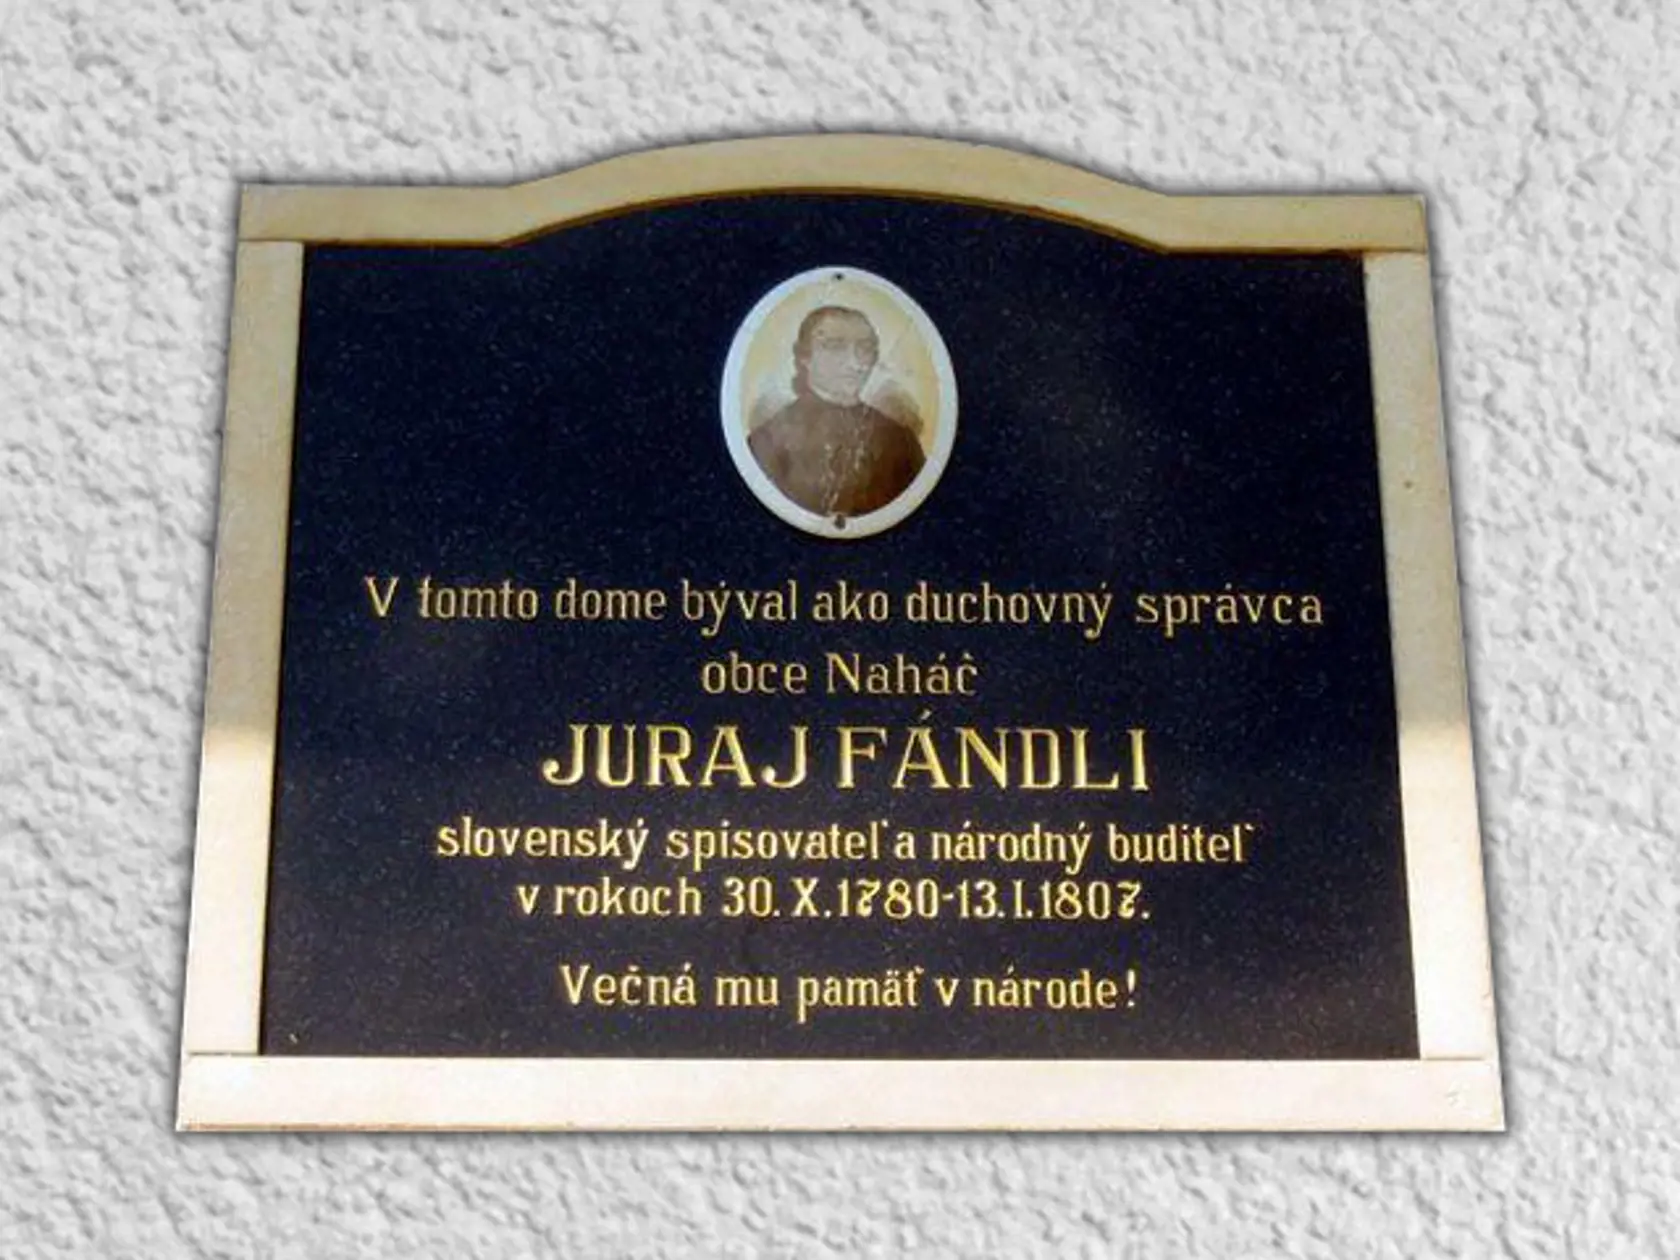 V tomto dome býval ako duchovný správca
obce Naháč
JURAJ FÁNDLI
slovenský spisovateľ a národný buditeľ
v rokoch 30. X. 1780-13. I. 1807.
Večná mu pamäť v národe!